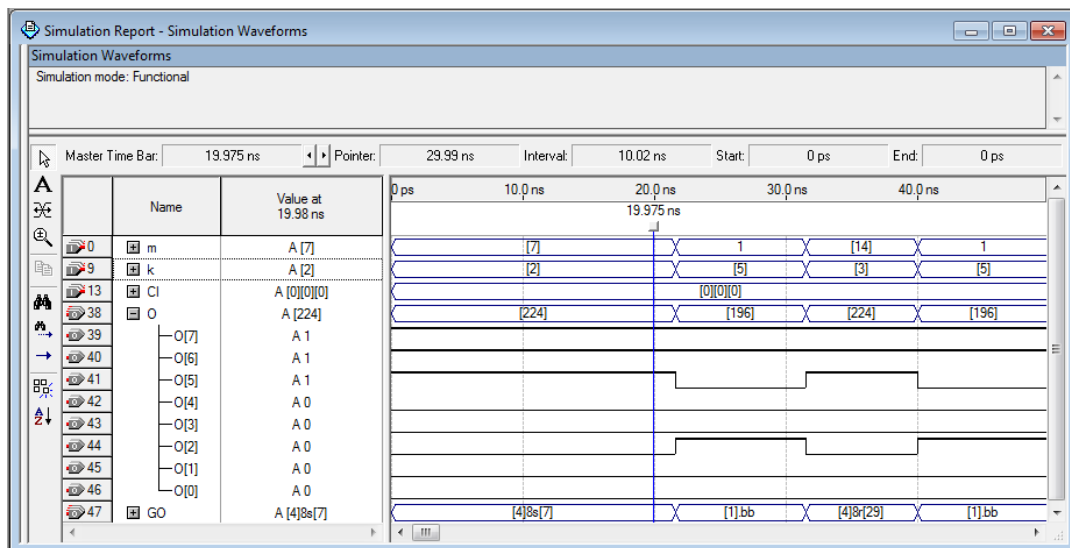 Simulation Report - Simulation Waveforms
Simulation Waveforms
Simulation mode: Functional
Master Time Bar: 19.975 ns Pointer: 29.99 ns Interval: 10.02 ns Start: 0 ps End: 0 ps
Name Value at 19.98 ns 0 ps 10.0 ns 20.0 ns 30.0 ns 40.0 ns
19.975 ns
0 m A [7] [7] 1 [14] 1
9 k A [2] [2] [5] [3] [5]
13 CI A [0][0][0] [0][0][0]
38 O A [224] [224] [196] [224] [196]
39 O[7] A 1
40 O[6] A 1
41 O[5] A 1
42 O[4] A 0
43 O[3] A 0
44 O[2] A 0
45 O[1] A 0
46 O[0] A 0
47 GO A [4]8s[7] [4]8s[7] [1].bb [4]8r[29] [1].bb